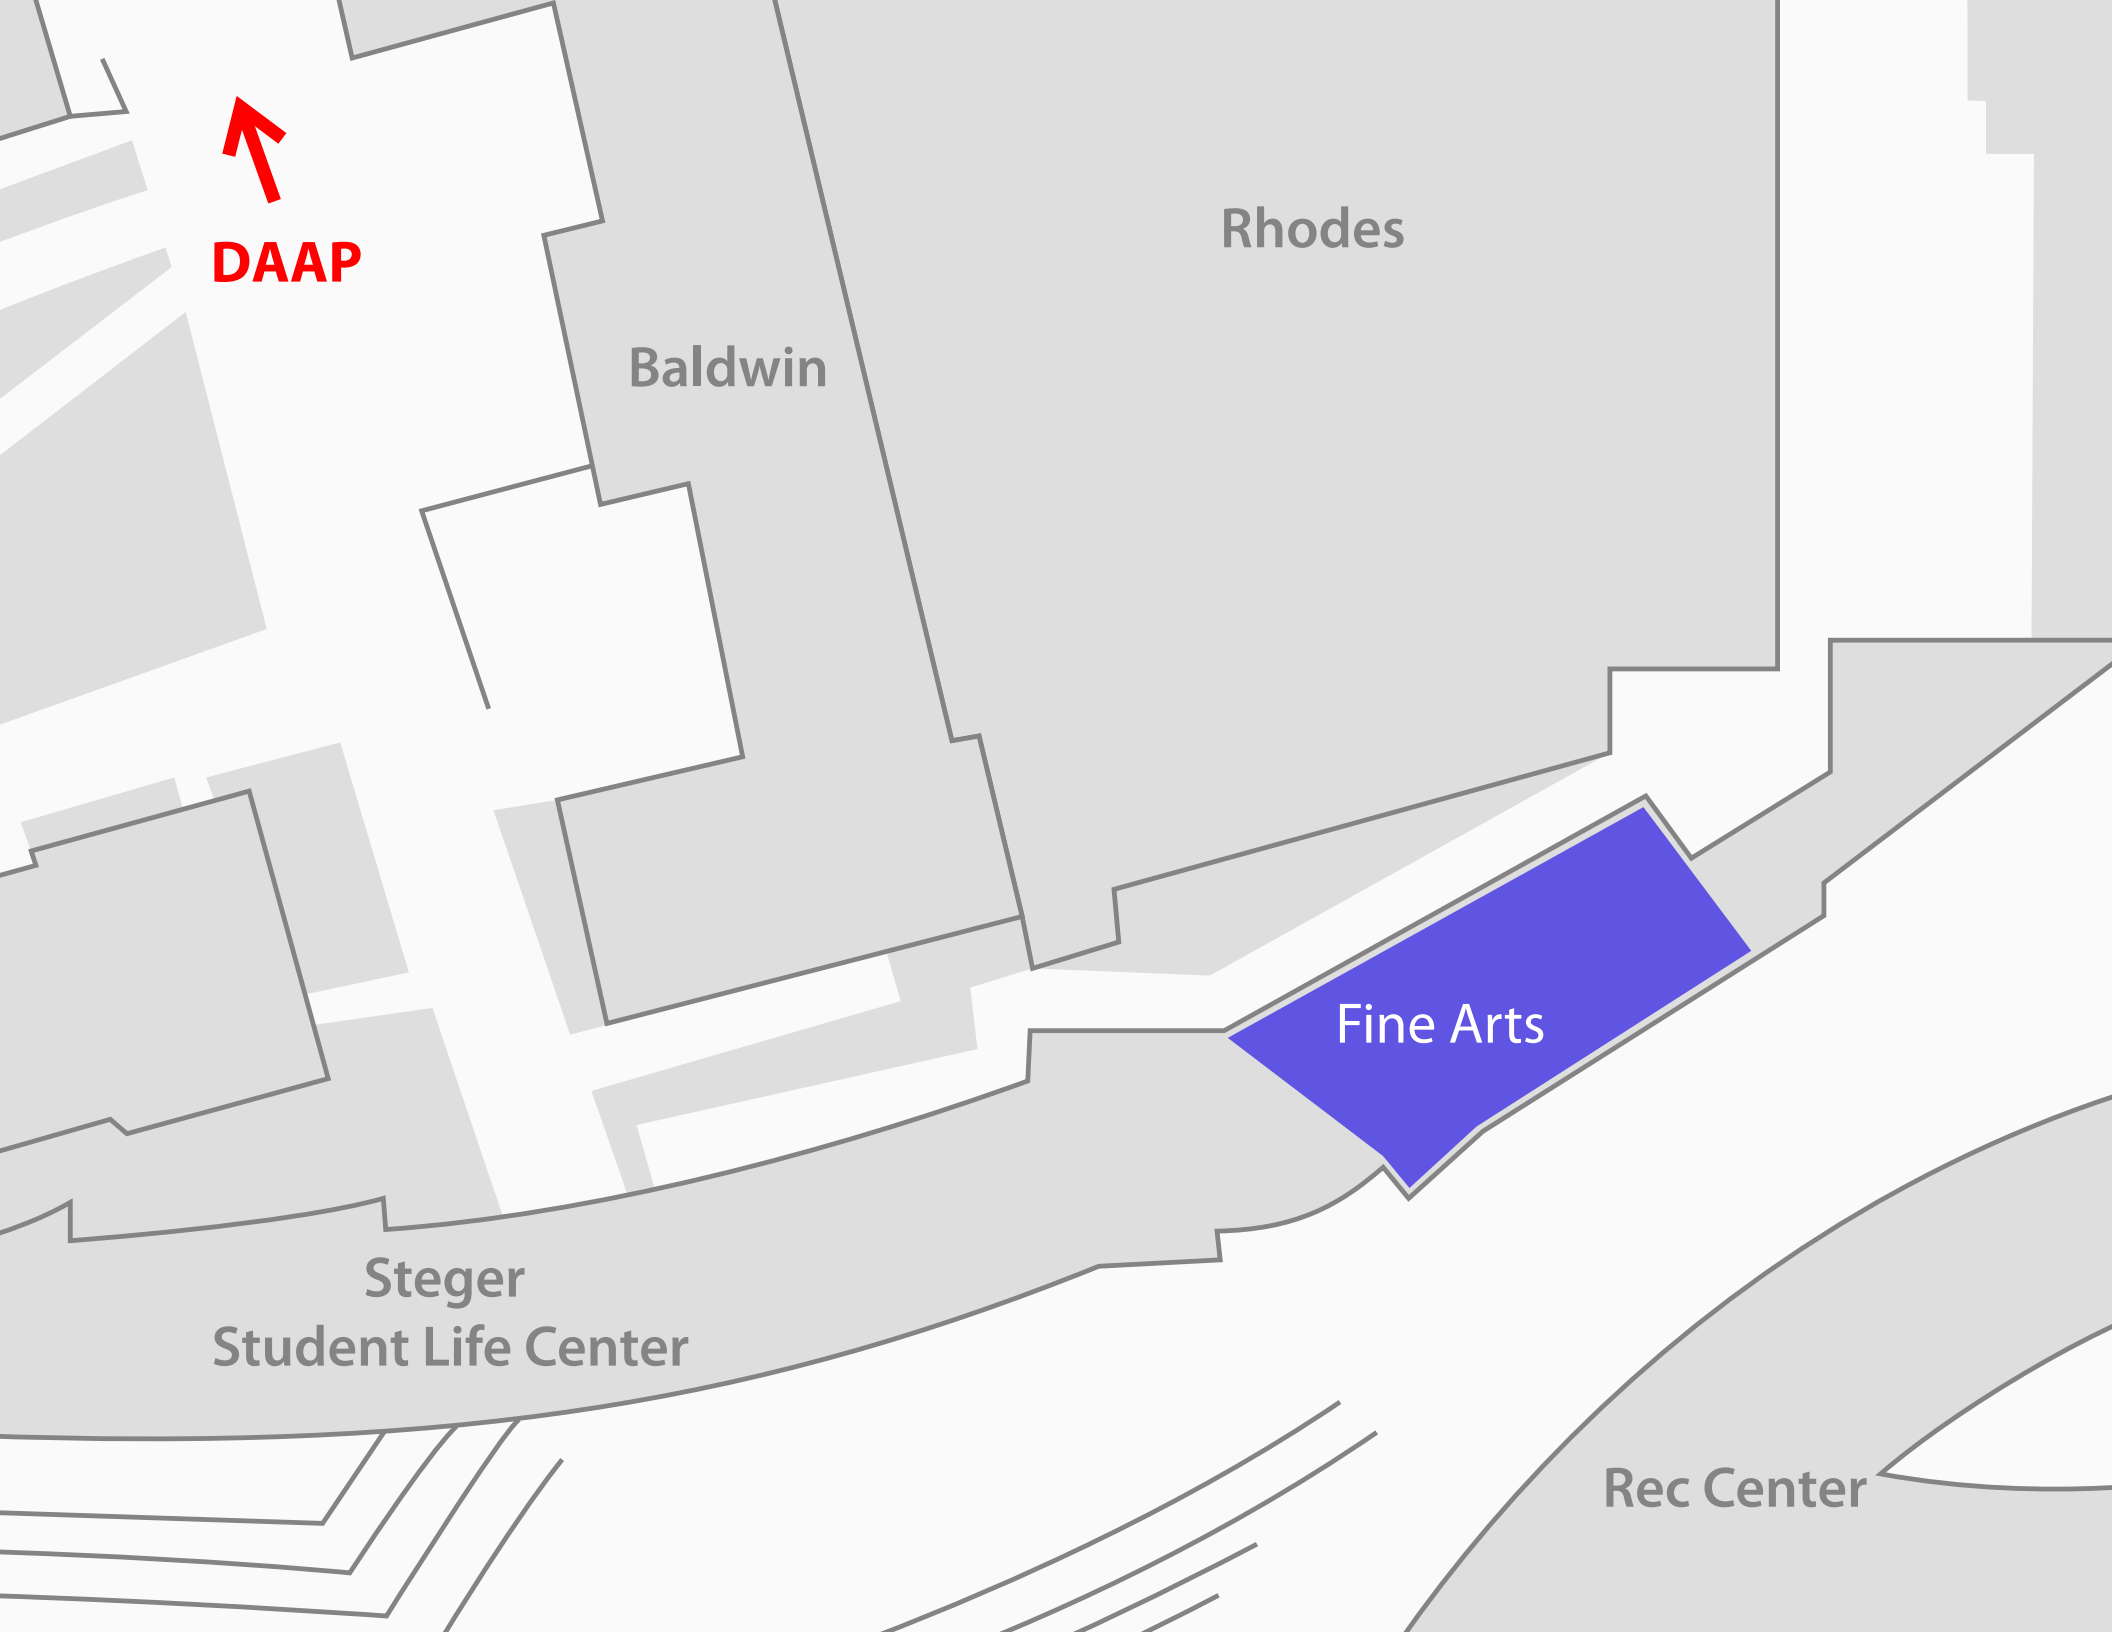 Rhodes
DAAP
Baldwin
Fine Arts
Steger
Student Life Center
Rec Center